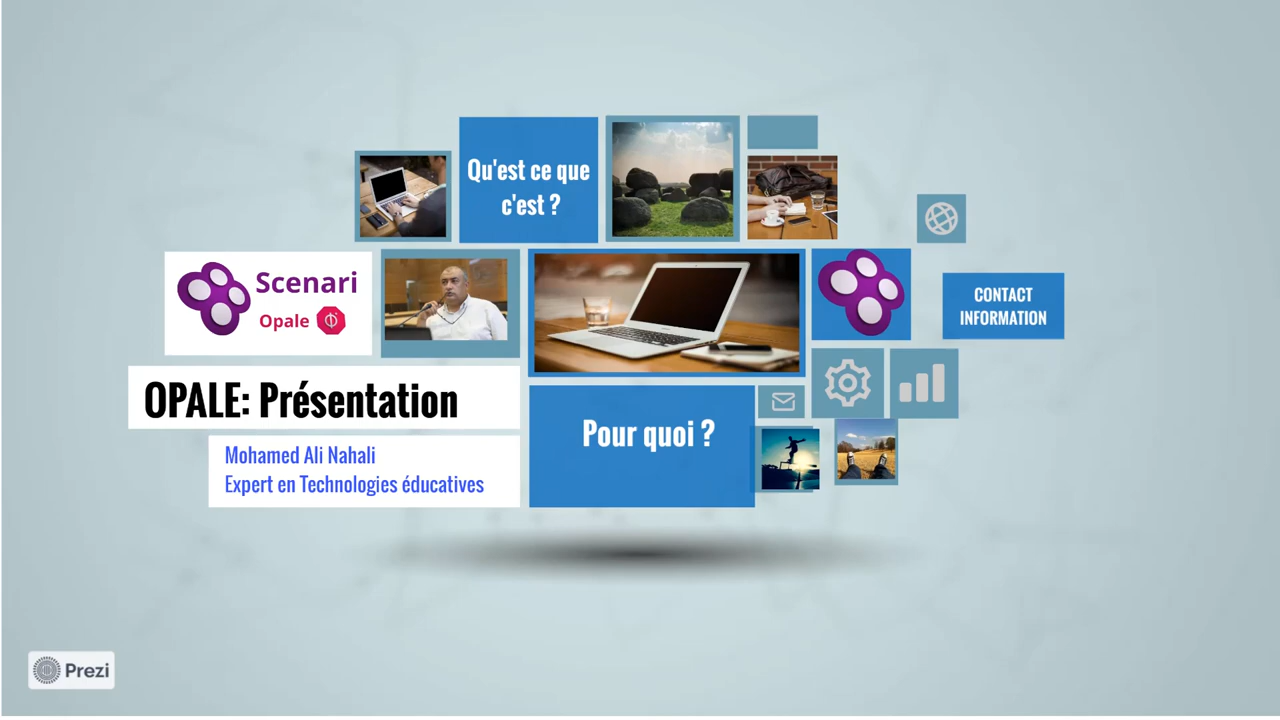 Qu'est ce que
c'est ?
Scenari
Opale
CONTACT
INFORMATION
OPALE: Présentation
Pour quoi ?
Mohamed Ali Nahali
Expert en Technologies éducatives
Prezi